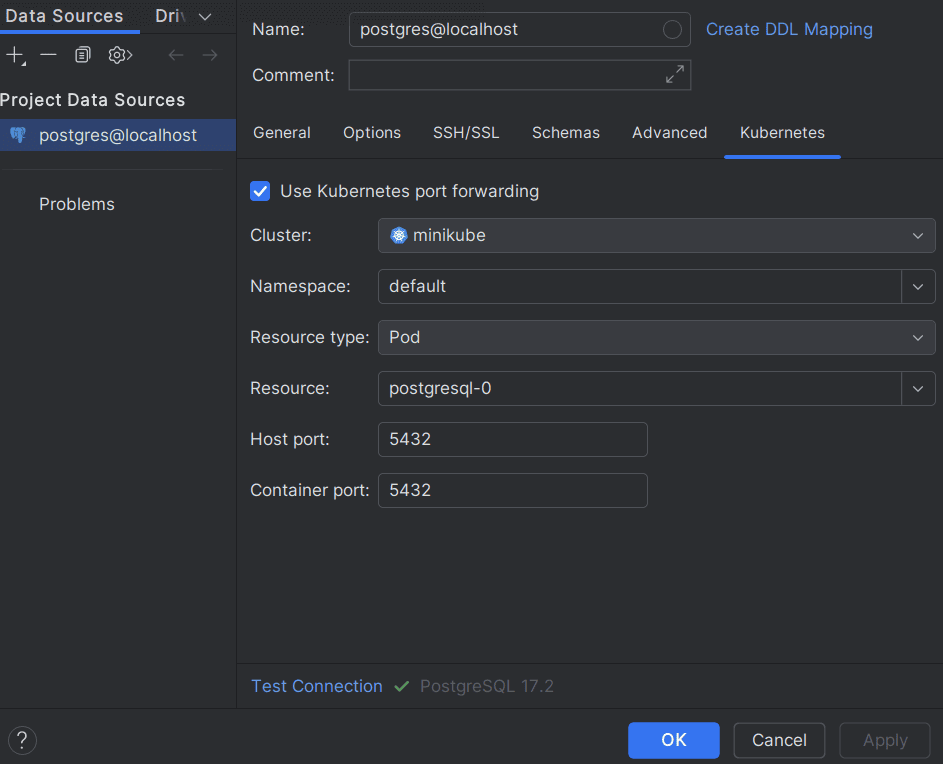 Data Sources
Dri
Project Data Sources
postgres@localhost
Problems
Name: postgres@localhost Create DDL Mapping
Comment:
General Options SSH/SSL Schemas Advanced Kubernetes
Use Kubernetes port forwarding
Cluster: minikube
Namespace: default
Resource type: Pod
Resource: postgresql-0
Host port: 5432
Container port: 5432
Test Connection PostgreSQL 17.2
? OK Cancel Apply